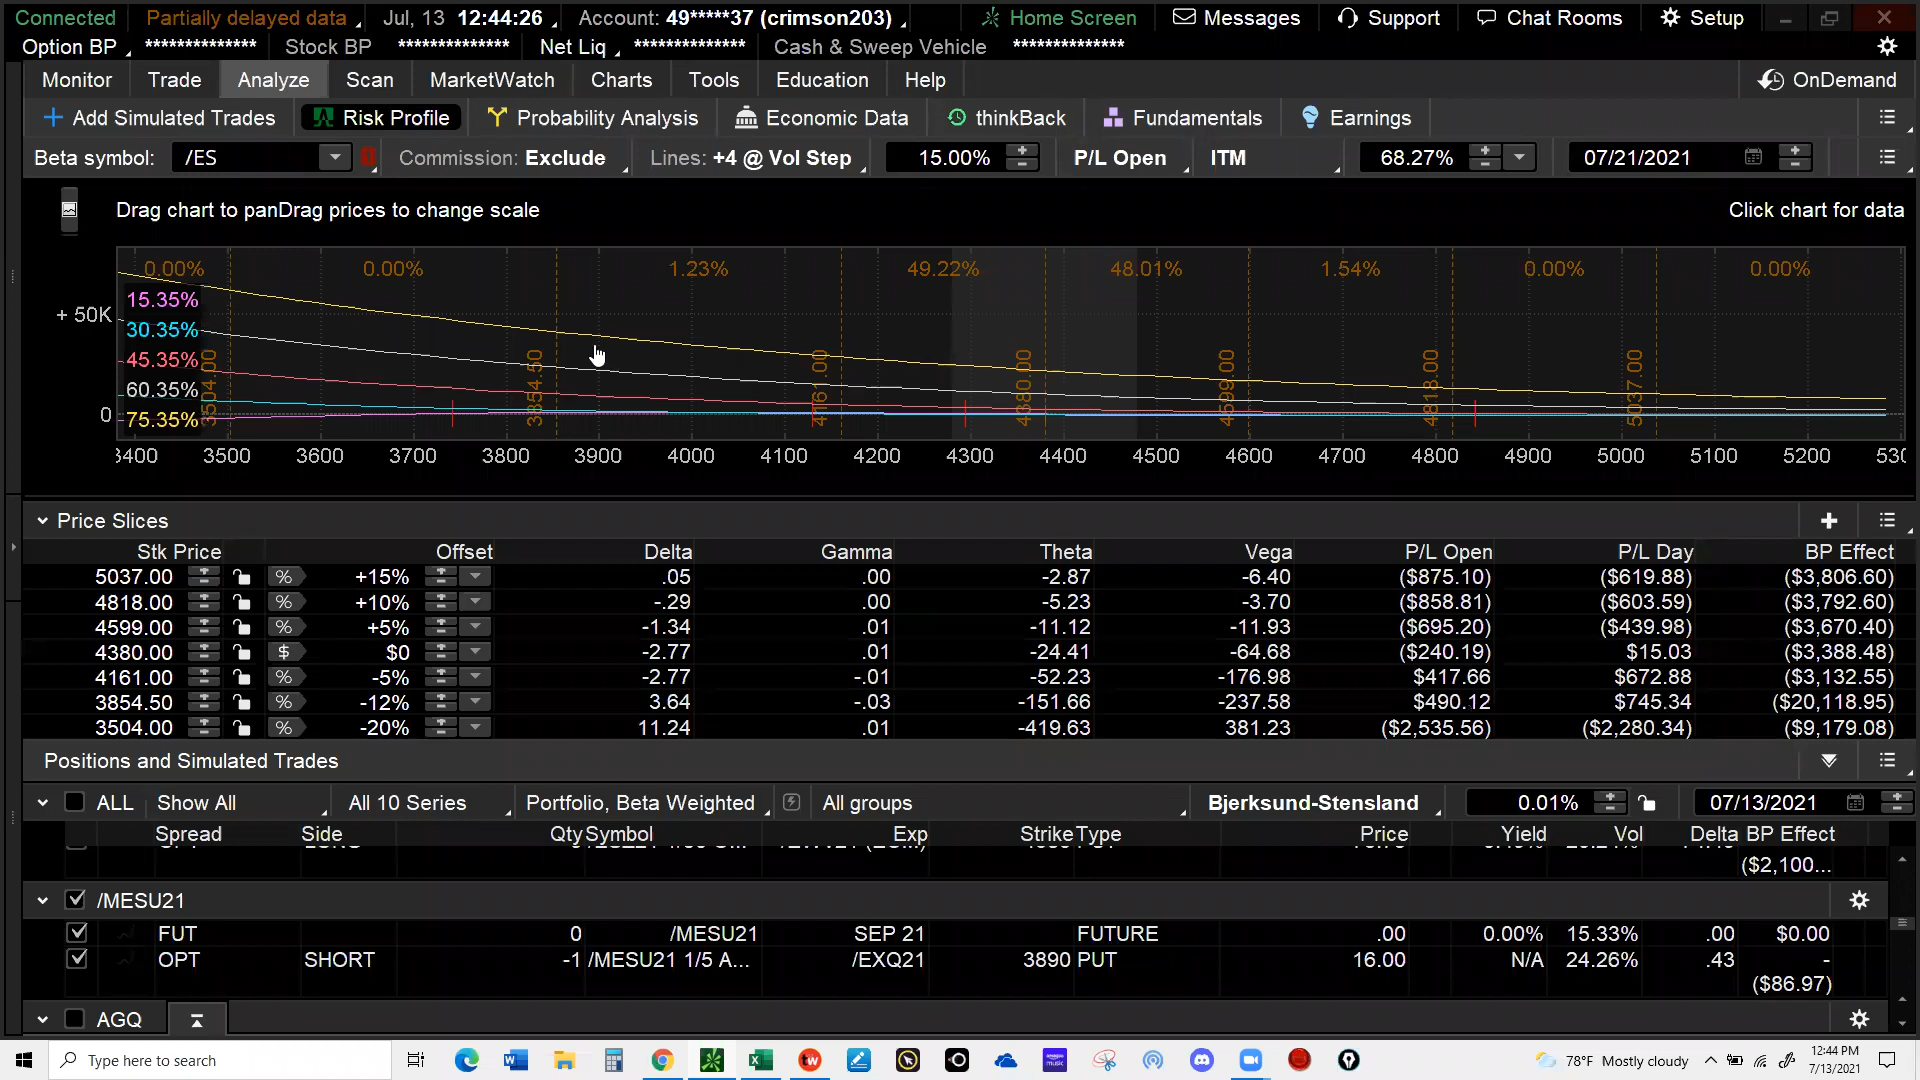 Connected Partially delayed data Jul, 13 12:44:26 Account: 49*****37 (crimson203) Home Screen Messages Support Chat Rooms Setup
Option BP ************** Stock BP ************** Net Liq ************** Cash & Sweep Vehicle **************
Monitor Trade Analyze Scan MarketWatch Charts Tools Education Help OnDemand
Add Simulated Trades Risk Profile Probability Analysis Economic Data thinkBack Fundamentals Earnings
Beta symbol: /ES Commission: Exclude Lines: +4 @ Vol Step 15.00% P/L Open ITM 68.27% 07/21/2021
Drag chart to panDrag prices to change scale Click chart for data
0.00% 0.00% 1.23% 49.22% 48.01% 1.54% 0.00% 0.00%
15.35%
+ 50K
30.35%
45.35%
60.35%
0
75.35%
3504.00 3854.50 4161.00 4380.00 4599.00 4818.00 5037.00
3400 3500 3600 3700 3800 3900 4000 4100 4200 4300 4400 4500 4600 4700 4800 4900 5000 5100 5200
Price Slices
Stk Price Offset Delta Gamma Theta Vega P/L Open P/L Day BP Effect
5037.00 % +15% .05 .00 -2.87 -6.40 ($875.10) ($619.88) ($3,806.60)
4818.00 % +10% -.29 .00 -5.23 -3.70 ($858.81) ($603.59) ($3,792.60)
4599.00 % +5% -1.34 .01 -11.12 -11.93 ($695.20) ($439.98) ($3,670.40)
4380.00 $ $0 -2.77 .01 -24.41 -64.68 ($240.19) $15.03 ($3,388.48)
4161.00 % -5% -2.77 -.01 -52.23 -176.98 $417.66 $672.88 ($3,132.55)
3854.50 % -12% 3.64 -.03 -151.66 -237.58 $490.12 $745.34 ($20,118.95)
3504.00 % -20% 11.24 .01 -419.63 381.23 ($2,535.56) ($2,280.34) ($9,179.08)
Positions and Simulated Trades
ALL Show All All 10 Series Portfolio, Beta Weighted All groups Bjerksund-Stensland 0.01% 07/13/2021
Spread Side Qty Symbol Exp Strike Type Price Yield Vol Delta BP Effect
($2,100...
/MESU21
FUT 0 /MESU21 SEP 21 FUTURE .00 0.00% 15.33% .00 $0.00
OPT SHORT -1 /MESU21 1/5 A... /EXQ21 3890 PUT 16.00 N/A 24.26% .43 -
($86.97)
AGQ
Type here to search 78°F Mostly cloudy 12:44 PM
7/13/2021